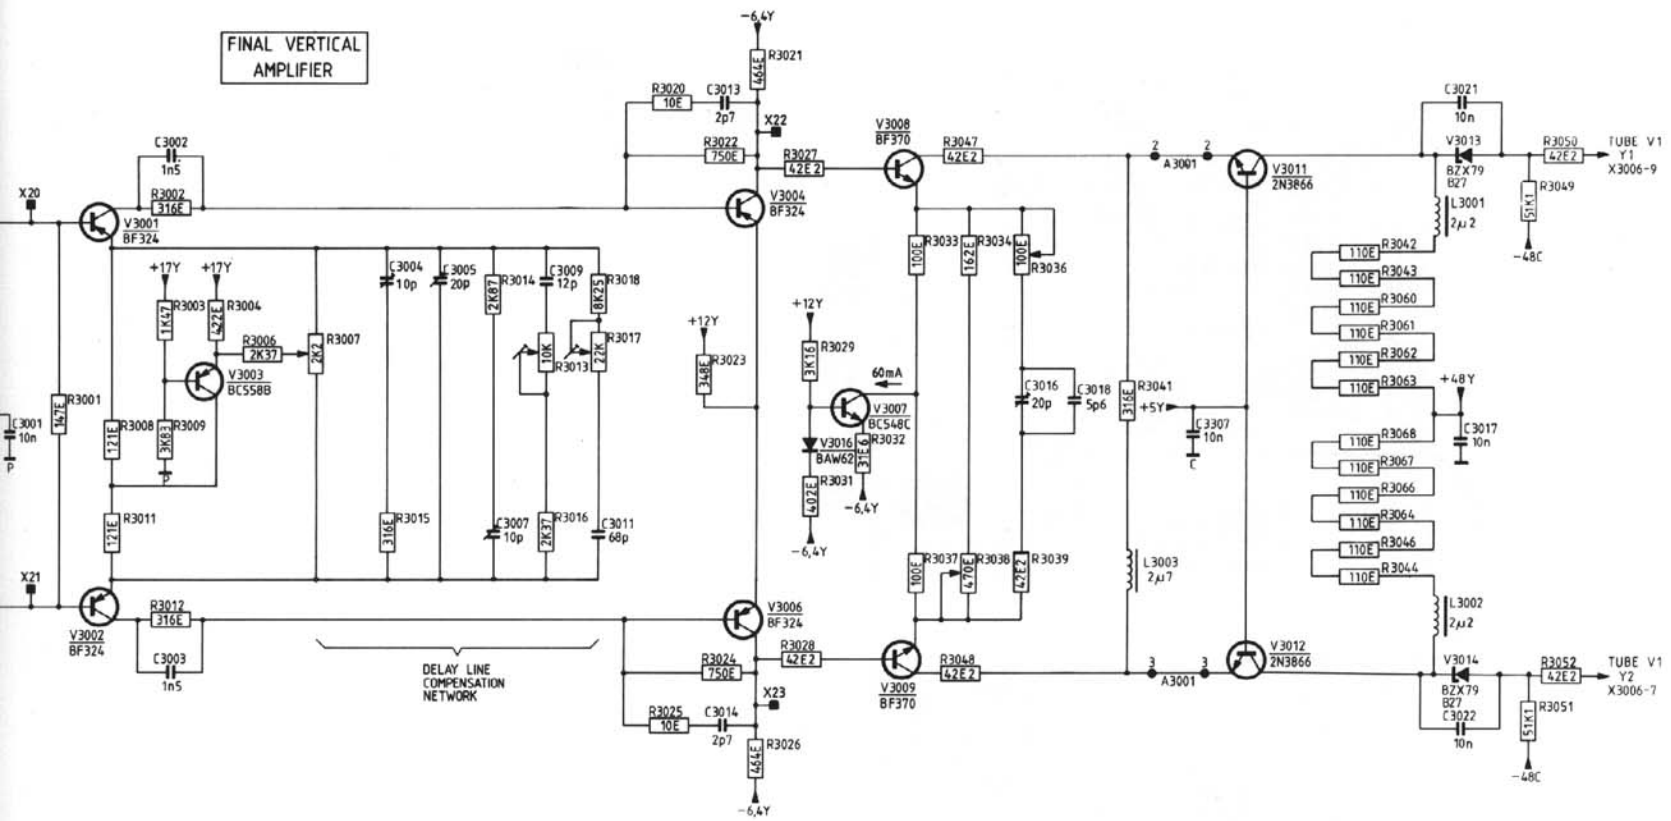 FINAL VERTICAL
AMPLIFIER
-6,4Y
R3021
464E
R3020
10E
C3013
2p7
X22
R3022
750E
R3027
42E2
V3004
BF324
C3002
1n5
R3002
316E
X20
V3001
BF324
+17Y
+17Y
R3003
1K47
R3004
422E
R3006
2K37
R3007
2K2
V3003
BC558B
R3001
147E
C3001
10n
P
R3008
121E
R3009
3K83
P
R3011
121E
X21
V3002
BF324
R3012
316E
C3003
1n5
C3004
10p
C3005
20p
R3014
2K87
C3009
12p
R3018
8K25
R3013
10K
R3017
22K
R3015
316E
C3007
10p
R3016
2K37
C3011
68p
DELAY LINE
COMPENSATION
NETWORK
+12Y
R3023
348E
V3006
BF324
R3028
42E2
R3024
750E
X23
R3025
10E
C3014
2p7
R3026
464E
-6,4Y
V3008
BF370
R3047
42E2
R3033
100E
R3034
162E
R3036
100E
+12Y
R3029
3K16
60mA
V3007
BC548C
V3016
BAW62
R3032
31E6
R3031
402E
-6,4Y
-6,4Y
C3016
20p
C3018
5p6
R3037
100E
R3038
470E
R3039
42E2
V3009
BF370
R3048
42E2
2
A3001
2
R3041
316E
+5Y
C3307
10n
C
L3003
2µ7
3
A3001
3
V3011
2N3866
V3012
2N3866
C3021
10n
V3013
BZX79
B27
R3050
42E2
TUBE V1
Y1
X3006-9
R3049
51K1
-48C
L3001
2µ2
110E R3042
110E R3043
110E R3060
110E R3061
110E R3062
110E R3063
+48Y
C3017
10n
110E R3068
110E R3067
110E R3066
110E R3064
110E R3046
110E R3044
L3002
2µ2
V3014
BZX79
B27
C3022
10n
R3052
42E2
TUBE V1
Y2
X3006-7
R3051
51K1
-48C